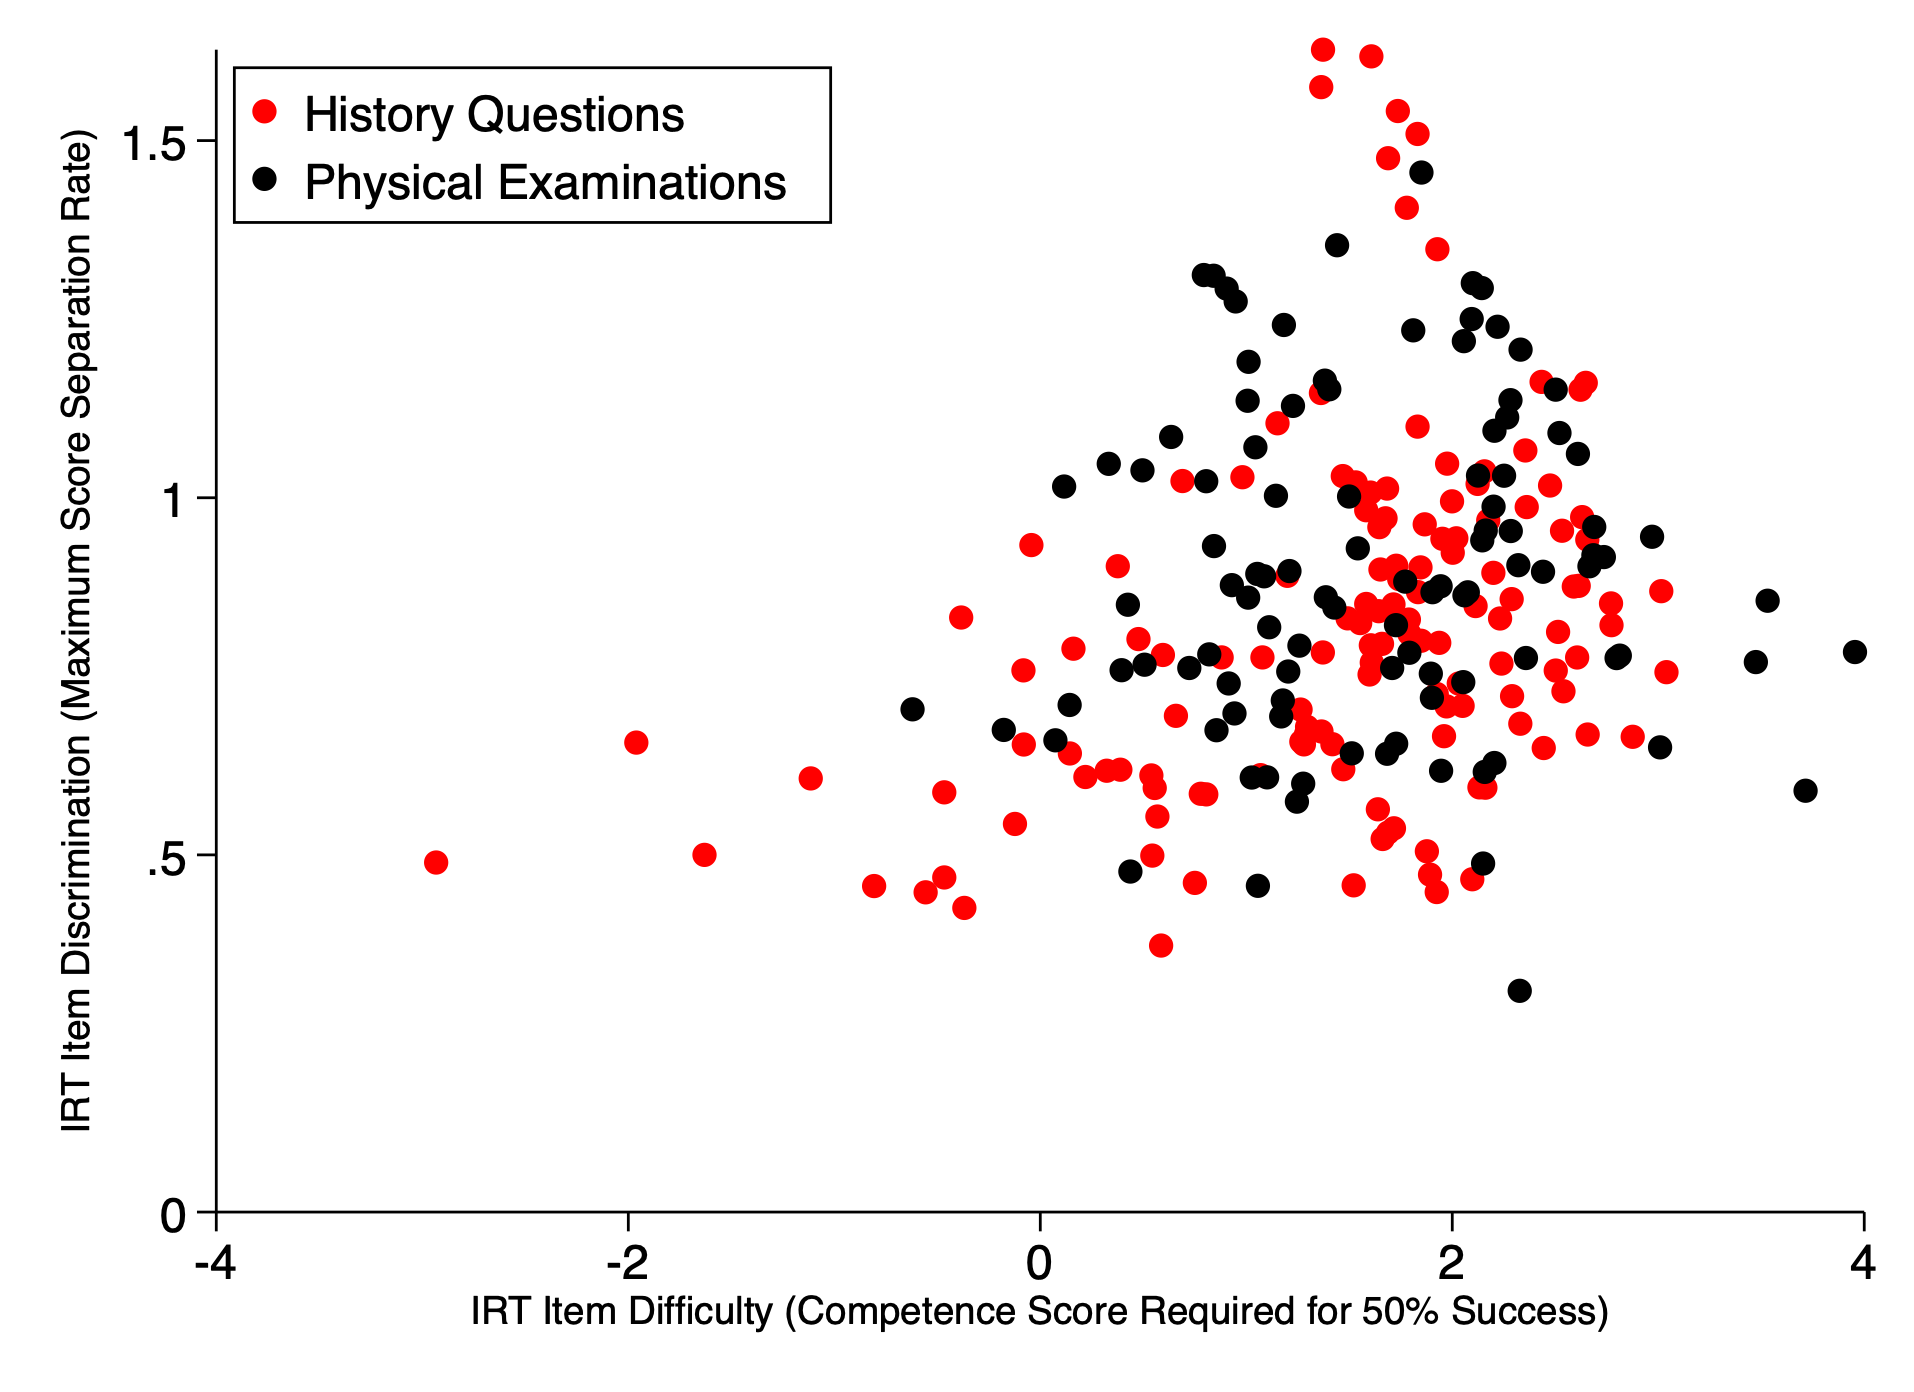 History Questions
Physical Examinations
IRT Item Discrimination (Maximum Score Separation Rate)
1.5
1
.5
0
-4 -2 0 2 4
IRT Item Difficulty (Competence Score Required for 50% Success)